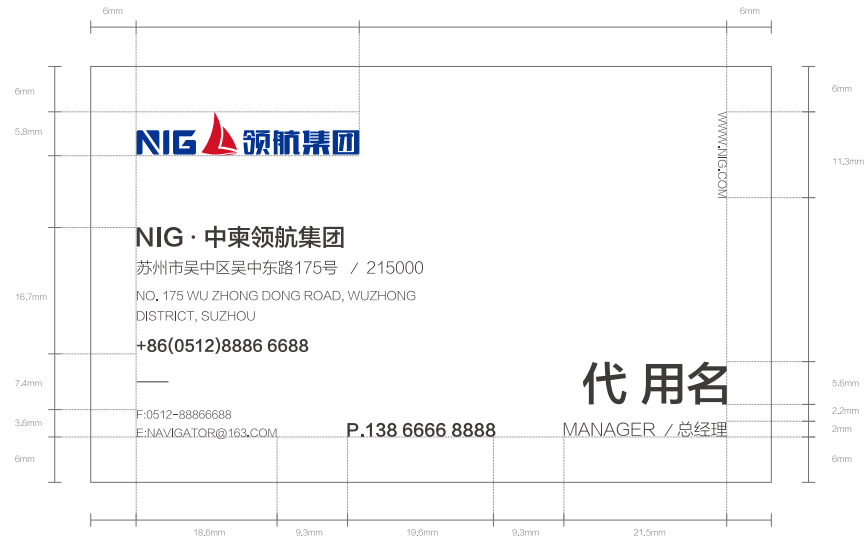 6mm
6mm
6mm
5.8mm
16.7mm
7.4mm
3.6mm
6mm
6mm
11.3mm
5.6mm
2.2mm
2mm
6mm
NIG 领航集团
WWW.NIG.COM
NIG · 中柬领航集团
苏州市吴中区吴中东路175号 / 215000
NO. 175 WU ZHONG DONG ROAD, WUZHONG
DISTRICT, SUZHOU
+86(0512)8886 6688
代 用名
F:0512-88866688
E:NAVIGATOR@163.COM
P.138 6666 8888
MANAGER / 总经理
18.6mm
9.3mm
19.6mm
9.3mm
21.5mm